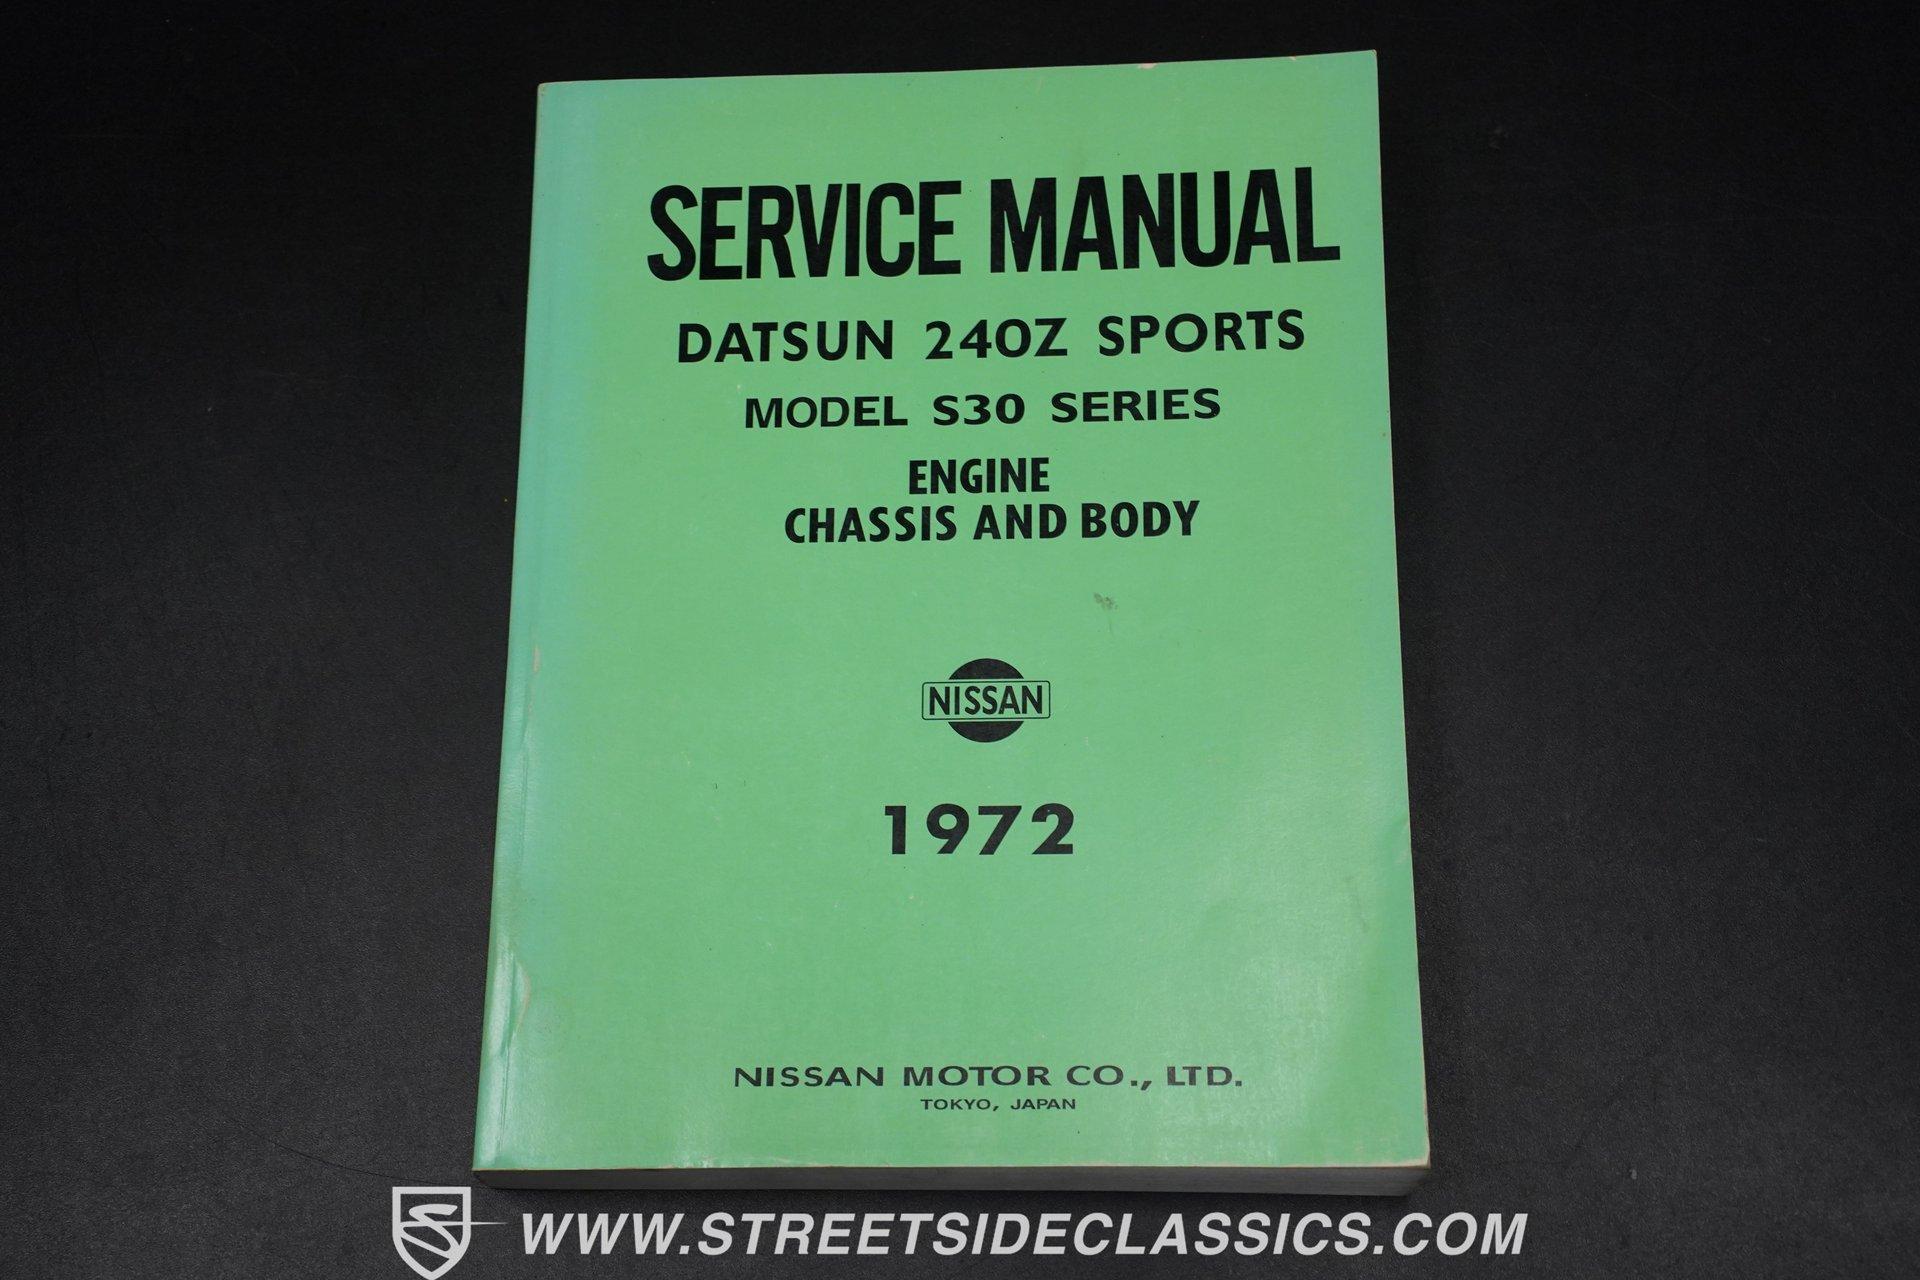 SERVICE MANUAL
DATSUN 240Z SPORTS
MODEL S30 SERIES
ENGINE
CHASSIS AND BODY
NISSAN
1972
NISSAN MOTOR CO., LTD.
TOKYO, JAPAN
WWW.STREETSIDECLASSICS.COM